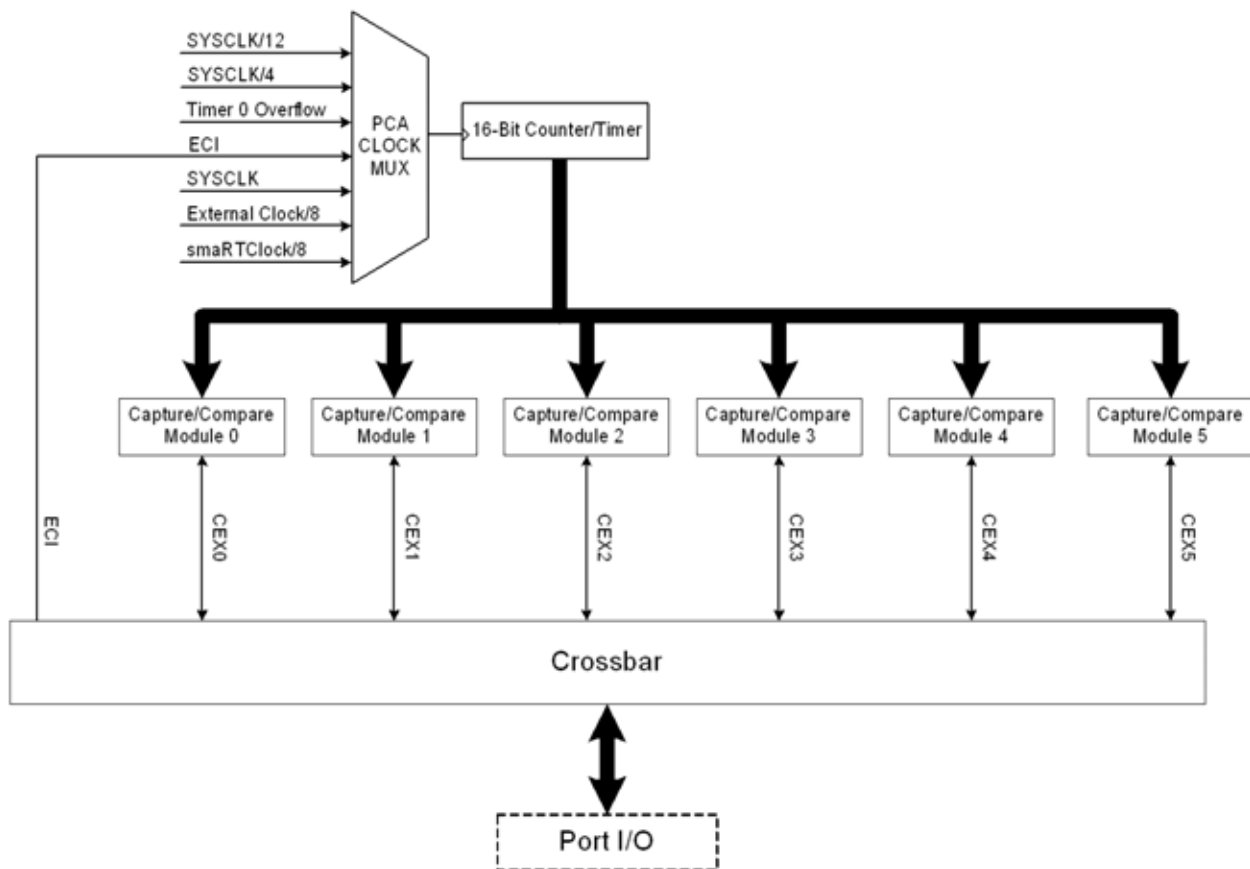 SYSCLK/12
SYSCLK/4
Timer 0 Overflow
ECI
SYSCLK
External Clock/8
smaRTClock/8
PCA
CLOCK
MUX
16-Bit Counter/Timer
Capture/Compare
Module 0
Capture/Compare
Module 1
Capture/Compare
Module 2
Capture/Compare
Module 3
Capture/Compare
Module 4
Capture/Compare
Module 5
ECI
CEX0
CEX1
CEX2
CEX3
CEX4
CEX5
Crossbar
Port I/O